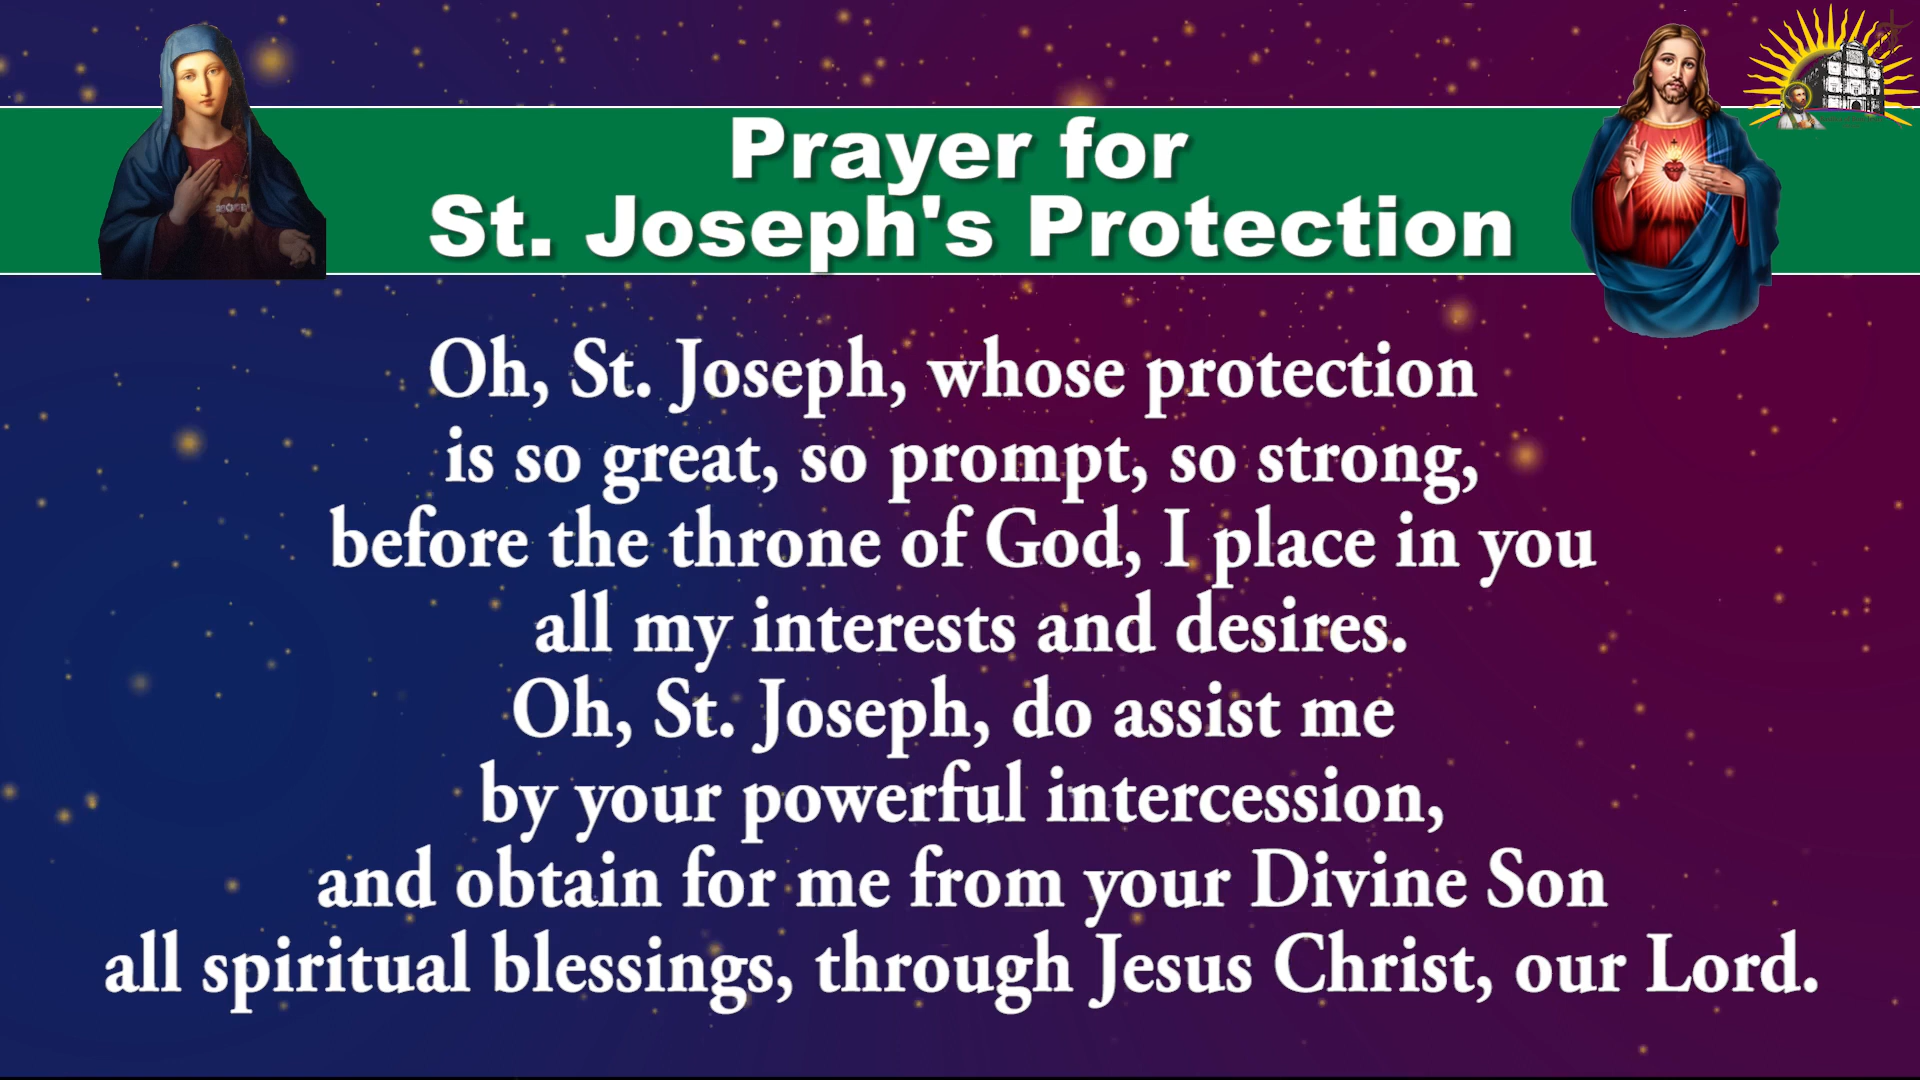 Prayer for
St. Joseph's Protection
Oh, St. Joseph, whose protection
is so great, so prompt, so strong,
before the throne of God, I place in you
all my interests and desires.
Oh, St. Joseph, do assist me
by your powerful intercession,
and obtain for me from your Divine Son
all spiritual blessings, through Jesus Christ, our Lord.